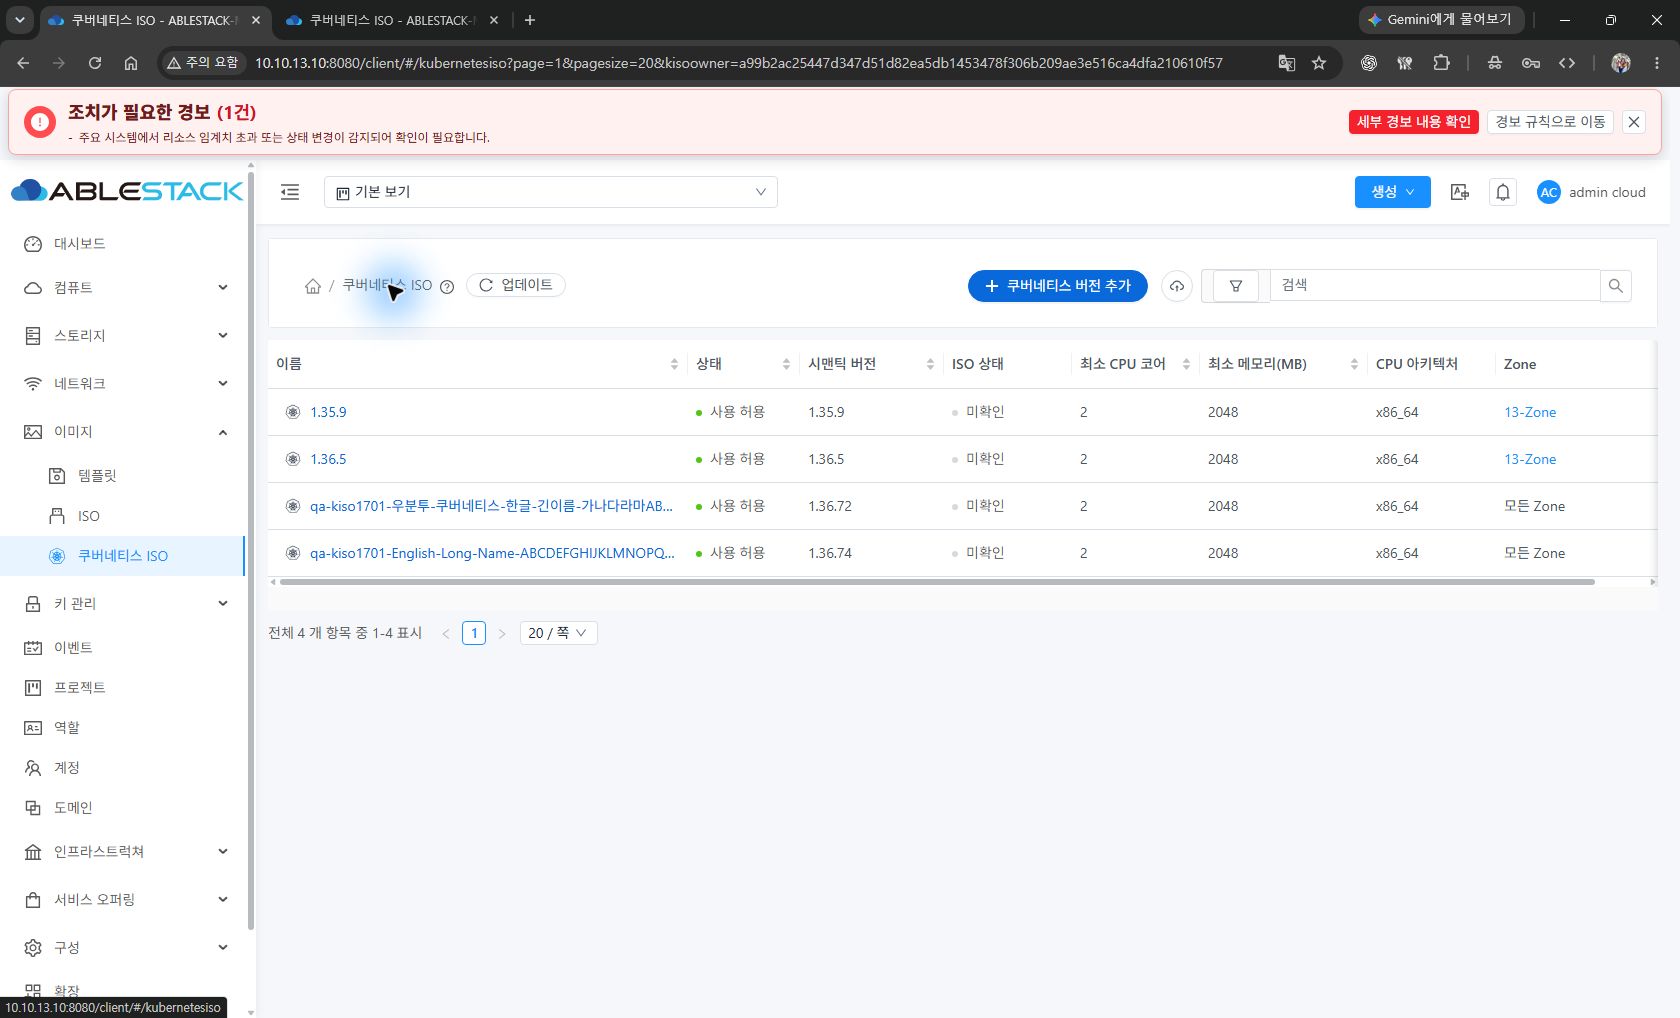 쿠버네티스 ISO - ABLESTACK-
쿠버네티스 ISO - ABLESTACK-
Gemini에게 물어보기
주의 요함
10.10.13.10:8080/client/#/kubernetesiso?page=1&pagesize=20&kisoowner=a99b2ac25447d347d51d82ea5db1453478f306b209ae3e516ca4dfa210610f57
조치가 필요한 경보 (1건)
- 주요 시스템에서 리소스 임계치 초과 또는 상태 변경이 감지되어 확인이 필요합니다.
세부 경보 내용 확인
경보 규칙으로 이동
ABLESTACK
기본 보기
생성
AC admin cloud
대시보드
컴퓨트
스토리지
네트워크
이미지
템플릿
ISO
쿠버네티스 ISO
키 관리
이벤트
프로젝트
역할
계정
도메인
인프라스트럭쳐
서비스 오퍼링
구성
확장
/ 쿠버네티스 ISO 업데이트
쿠버네티스 버전 추가
검색
이름 상태 시맨틱 버전 ISO 상태 최소 CPU 코어 최소 메모리(MB) CPU 아키텍처 Zone
1.35.9 사용 허용 1.35.9 미확인 2 2048 x86_64 13-Zone
1.36.5 사용 허용 1.36.5 미확인 2 2048 x86_64 13-Zone
qa-kiso1701-우분투-쿠버네티스-한글-긴이름-가나다라마AB... 사용 허용 1.36.72 미확인 2 2048 x86_64 모든 Zone
qa-kiso1701-English-Long-Name-ABCDEFGHIJKLMNOPQ... 사용 허용 1.36.74 미확인 2 2048 x86_64 모든 Zone
전체 4 개 항목 중 1-4 표시 1 20 / 쪽
10.10.13.10:8080/client/#/kubernetesiso